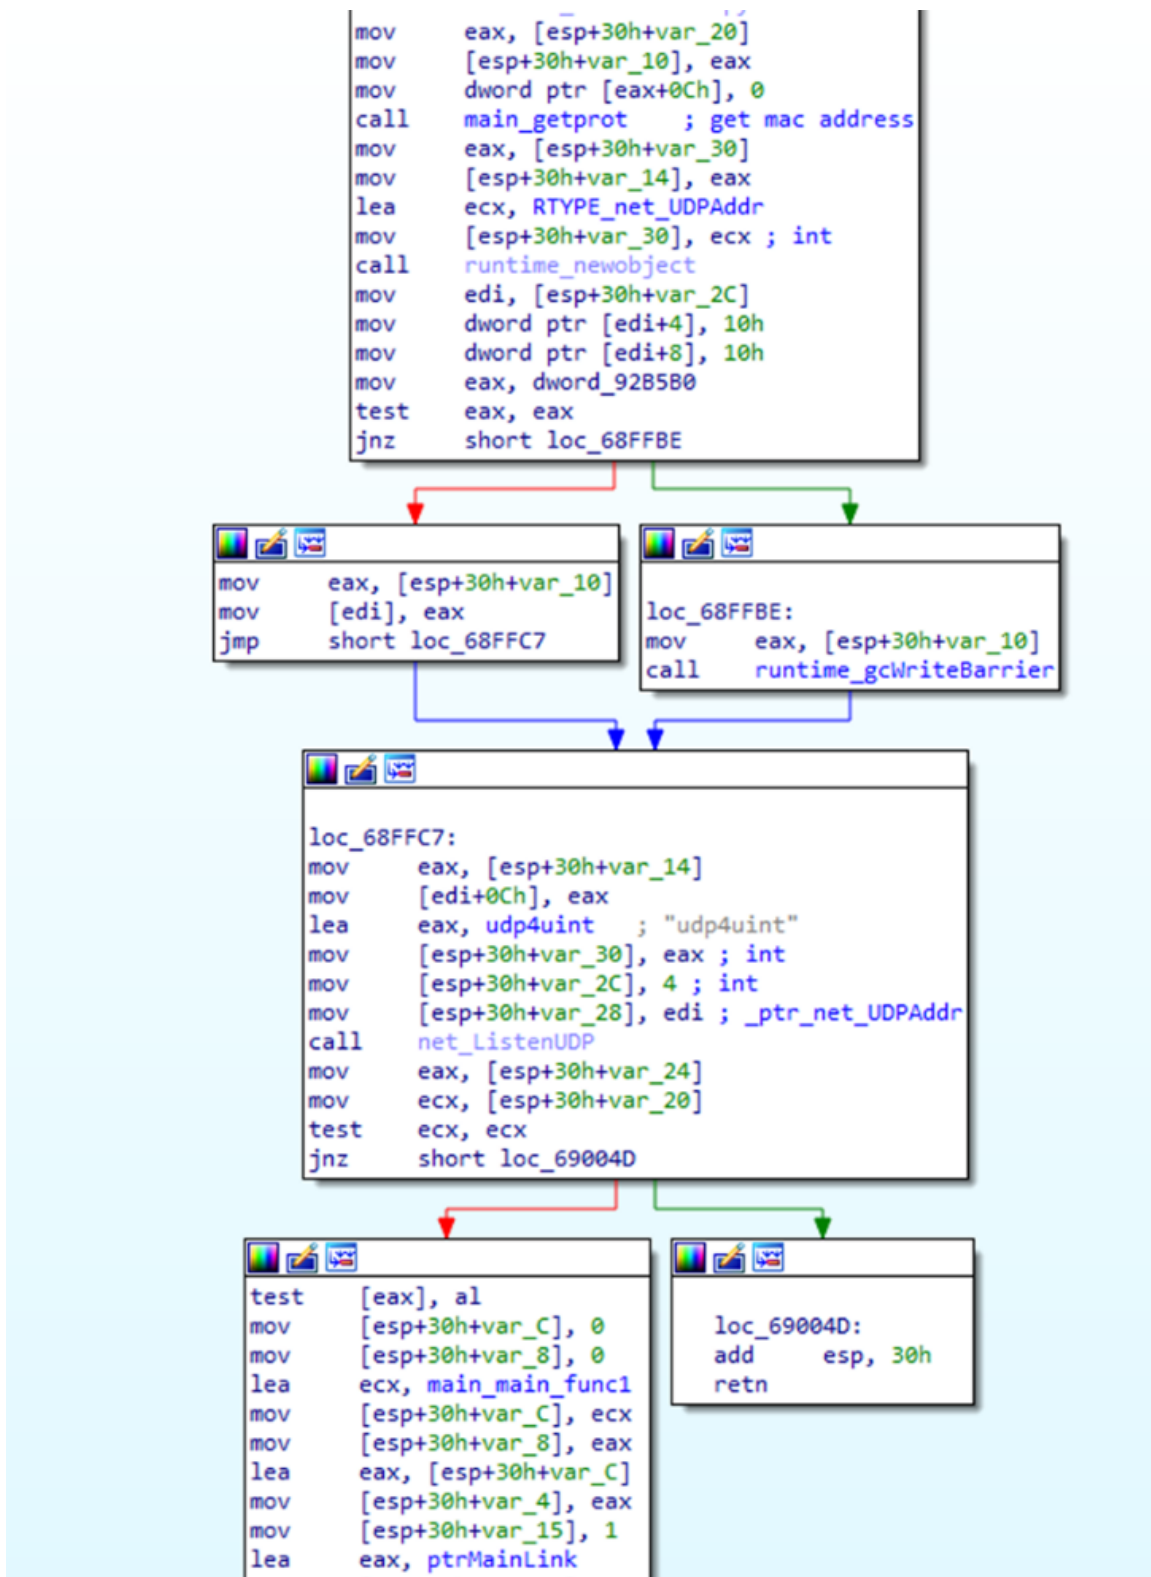 mov eax, [esp+30h+var_20]
mov [esp+30h+var_10], eax
mov dword ptr [eax+0Ch], 0
call main_getprot ; get mac address
mov eax, [esp+30h+var_30]
mov [esp+30h+var_14], eax
lea ecx, RTYPE_net_UDPAddr
mov [esp+30h+var_30], ecx ; int
call runtime_newobject
mov edi, [esp+30h+var_2C]
mov dword ptr [edi+4], 10h
mov dword ptr [edi+8], 10h
mov eax, dword_92B5B0
test eax, eax
jnz short loc_68FFBE
mov eax, [esp+30h+var_10]
mov [edi], eax
jmp short loc_68FFC7
loc_68FFBE:
mov eax, [esp+30h+var_10]
call runtime_gcWriteBarrier
loc_68FFC7:
mov eax, [esp+30h+var_14]
mov [edi+0Ch], eax
lea eax, udp4uint ; "udp4uint"
mov [esp+30h+var_30], eax ; int
mov [esp+30h+var_2C], 4 ; int
mov [esp+30h+var_28], edi ; _ptr_net_UDPAddr
call net_ListenUDP
mov eax, [esp+30h+var_24]
mov ecx, [esp+30h+var_20]
test ecx, ecx
jnz short loc_69004D
test [eax], al
mov [esp+30h+var_C], 0
mov [esp+30h+var_8], 0
lea ecx, main_main_func1
mov [esp+30h+var_C], ecx
mov [esp+30h+var_8], eax
lea eax, [esp+30h+var_C]
mov [esp+30h+var_4], eax
mov [esp+30h+var_15], 1
lea eax, ptrMainLink
loc_69004D:
add esp, 30h
retn